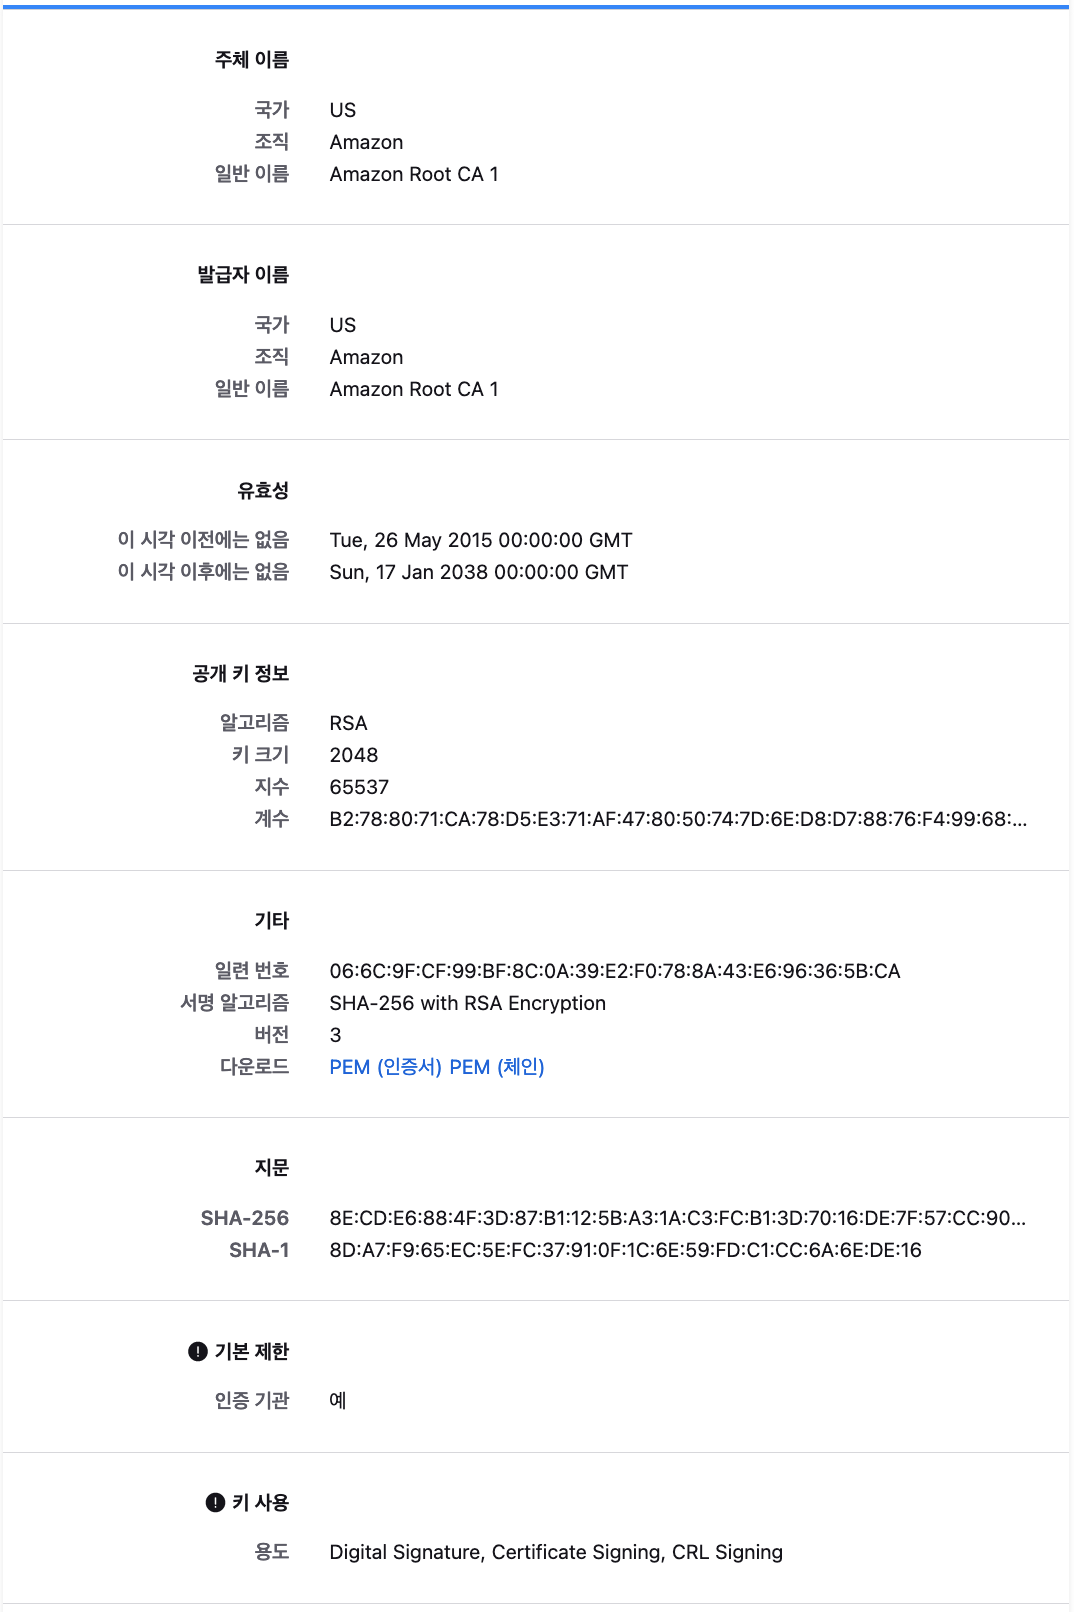 주체 이름
국가 US
조직 Amazon
일반 이름 Amazon Root CA 1
발급자 이름
국가 US
조직 Amazon
일반 이름 Amazon Root CA 1
유효성
이 시각 이전에는 없음 Tue, 26 May 2015 00:00:00 GMT
이 시각 이후에는 없음 Sun, 17 Jan 2038 00:00:00 GMT
공개 키 정보
알고리즘 RSA
키 크기 2048
지수 65537
계수 B2:78:80:71:CA:78:D5:E3:71:AF:47:80:50:74:7D:6E:D8:D7:88:76:F4:99:68:...
기타
일련 번호 06:6C:9F:CF:99:BF:8C:0A:39:E2:F0:78:8A:43:E6:96:36:5B:CA
서명 알고리즘 SHA-256 with RSA Encryption
버전 3
다운로드 PEM (인증서) PEM (체인)
지문
SHA-256 8E:CD:E6:88:4F:3D:87:B1:12:5B:A3:1A:C3:FC:B1:3D:70:16:DE:7F:57:CC:90...
SHA-1 8D:A7:F9:65:EC:5E:FC:37:91:0F:1C:6E:59:FD:C1:CC:6A:6E:DE:16
기본 제한
인증 기관 예
키 사용
용도 Digital Signature, Certificate Signing, CRL Signing